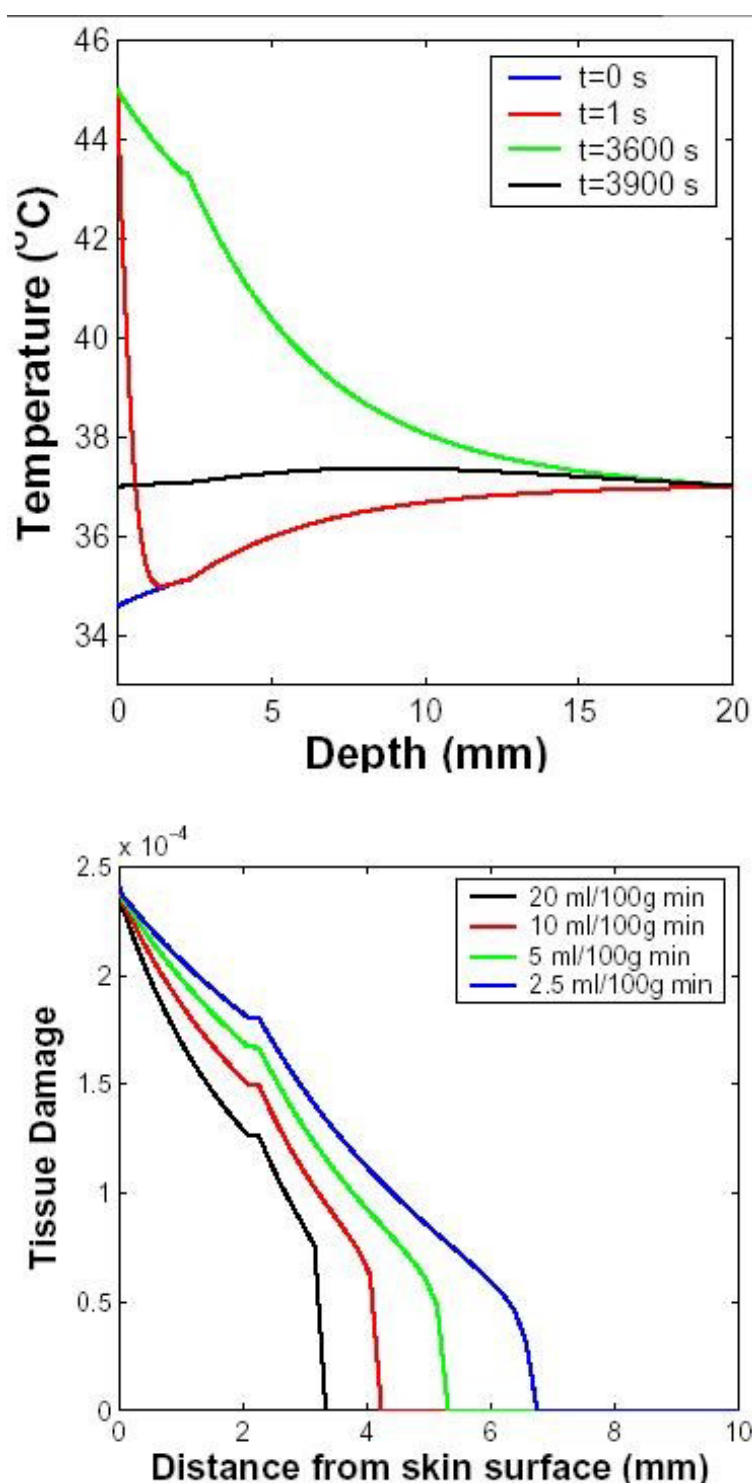 46
44
42
40
38
36
34
Temperature (°C)
t=0 s
t=1 s
t=3600 s
t=3900 s
0 5 10 15 20
Depth (mm)
x 10⁻⁴
2.5
2
1.5
1
0.5
0
Tissue Damage
20 ml/100g min
10 ml/100g min
5 ml/100g min
2.5 ml/100g min
0 2 4 6 8 10
Distance from skin surface (mm)